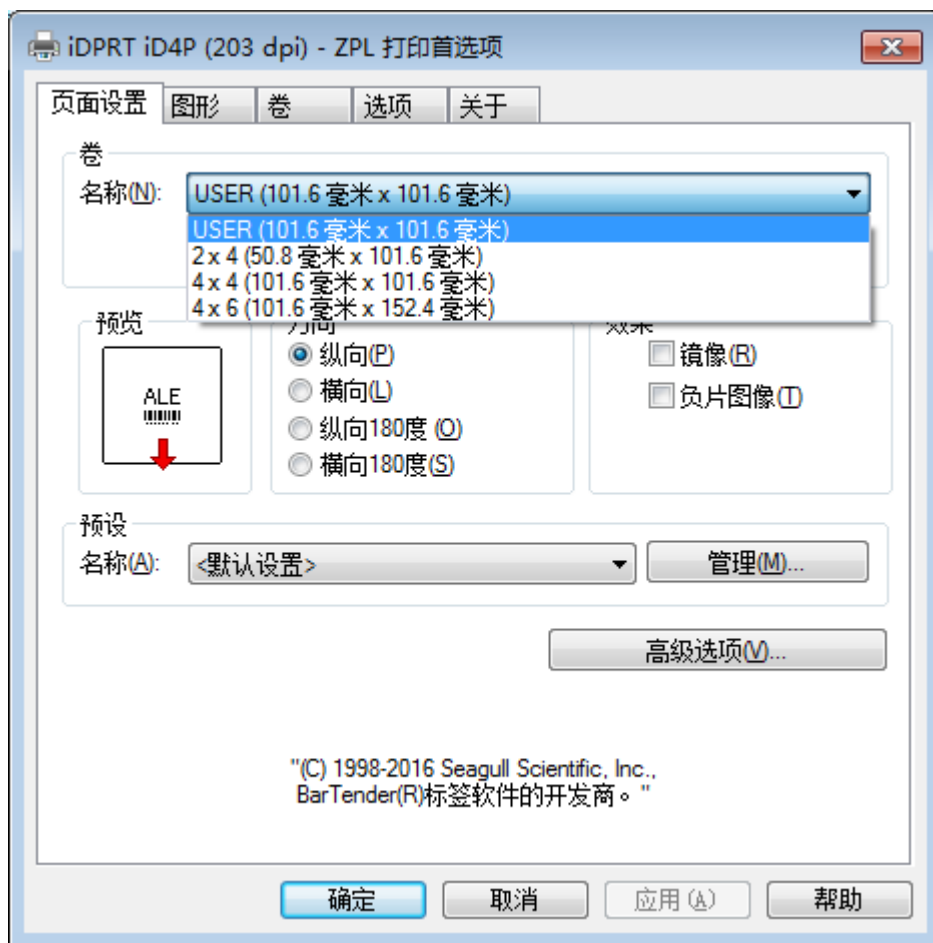 iDPRT iD4P (203 dpi) - ZPL 打印首选项
页面设置 图形 卷 选项 关于
卷
名称(N): USER (101.6 毫米 x 101.6 毫米)
USER (101.6 毫米 x 101.6 毫米)
2 x 4 (50.8 毫米 x 101.6 毫米)
4 x 4 (101.6 毫米 x 101.6 毫米)
4 x 6 (101.6 毫米 x 152.4 毫米)
预览 方向 效果
ALE
纵向(P)
横向(L)
纵向180度 (O)
横向180度(S)
镜像(R)
负片图像(T)
预设
名称(A): <默认设置> 管理(M)...
高级选项(V)...
"(C) 1998-2016 Seagull Scientific, Inc.,
BarTender(R)标签软件的开发商。"
确定 取消 应用 (A) 帮助